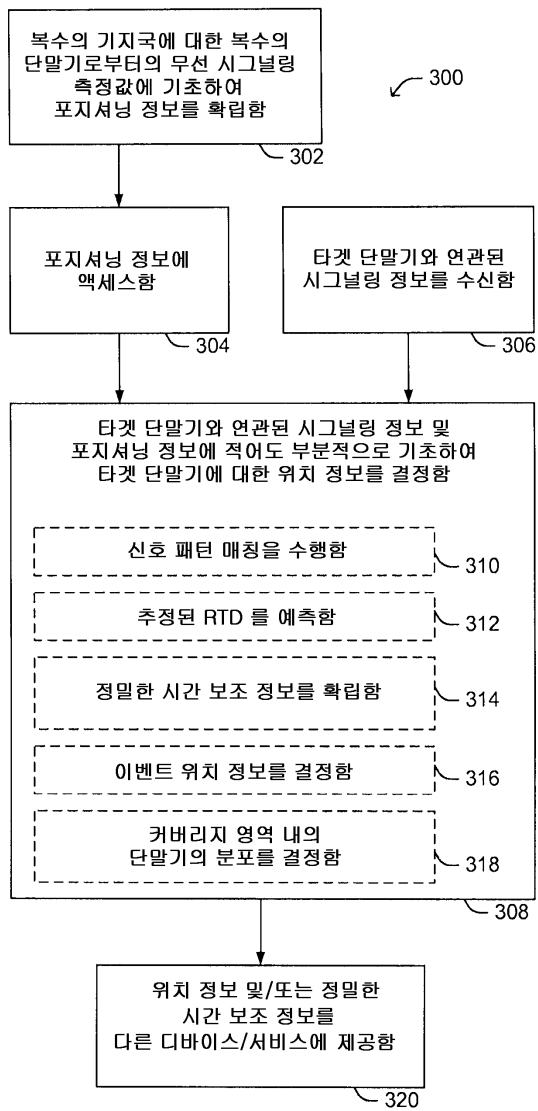 복수의 기지국에 대한 복수의
단말기로부터의 무선 시그널링
측정값에 기초하여
포지셔닝 정보를 확립함
302
300
포지셔닝 정보에
액세스함
304
타겟 단말기와 연관된
시그널링 정보를 수신함
306
타겟 단말기와 연관된 시그널링 정보 및
포지셔닝 정보에 적어도 부분적으로 기초하여
타겟 단말기에 대한 위치 정보를 결정함
신호 패턴 매칭을 수행함
310
추정된 RTD 를 예측함
312
정밀한 시간 보조 정보를 확립함
314
이벤트 위치 정보를 결정함
316
커버리지 영역 내의
단말기의 분포를 결정함
318
308
위치 정보 및/또는 정밀한
시간 보조 정보를
다른 디바이스/서비스에 제공함
320